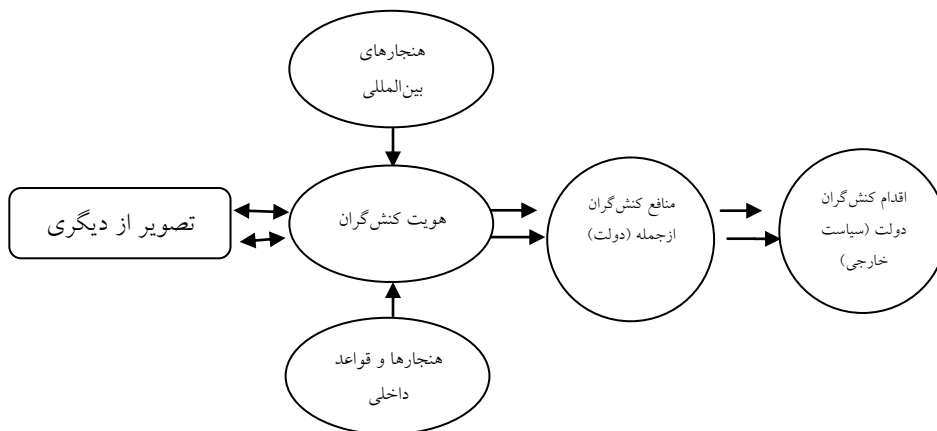 هنجارهای
بین‌المللی
تصویر از دیگری
هویت کنش‌گران
منافع کنش‌گران
ازجمله (دولت)
اقدام کنش‌گران
دولت (سیاست
خارجی)
هنجارها و قواعد
داخلی